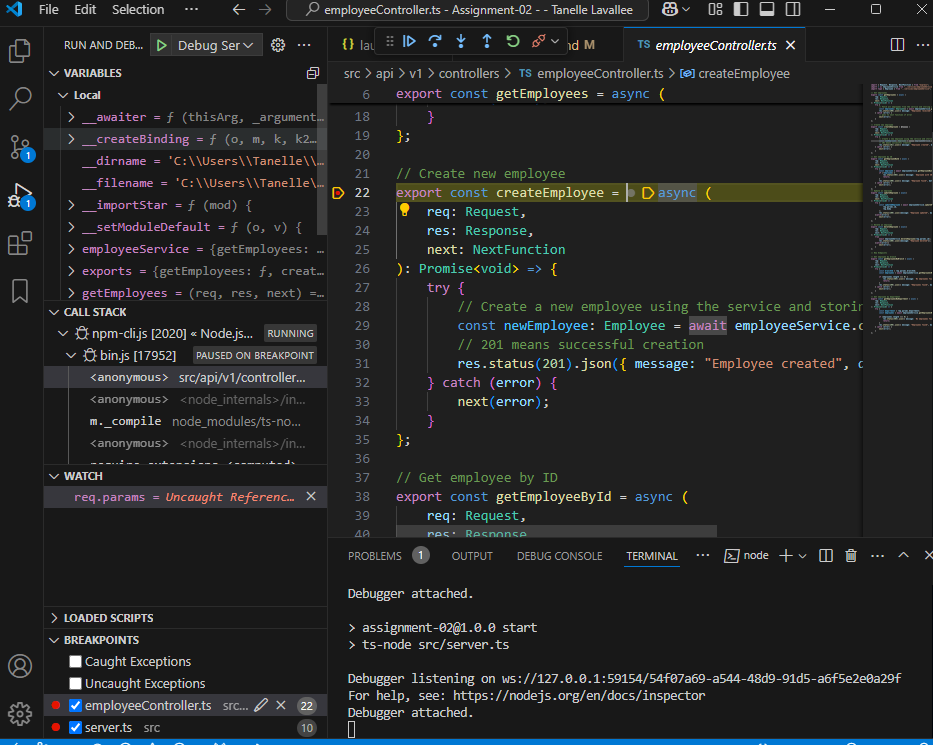 File Edit Selection ··· employeeController.ts - Assignment-02 - - Tanelle Lavallee
RUN AND DEB... Debug Ser ···
VARIABLES
Local
__awaiter = ƒ (thisArg, _argument...
__createBinding = ƒ (o, m, k, k2...
__dirname = 'C:\\Users\\Tanelle\\...
__filename = 'C:\\Users\\Tanelle\...
__importStar = ƒ (mod) {
__setModuleDefault = ƒ (o, v) {
employeeService = {getEmployees: ...
exports = {getEmployees: ƒ, creat...
getEmployees = (req, res, next) =...
CALL STACK
npm-cli.js [2020] « Node.js... RUNNING
bin.js [17952] PAUSED ON BREAKPOINT
<anonymous> src/api/v1/controller...
<anonymous> <node_internals>/in...
m._compile node_modules/ts-no...
<anonymous> <node_internals>/in...
WATCH
req.params = Uncaught Referenc...
LOADED SCRIPTS
BREAKPOINTS
Caught Exceptions
Uncaught Exceptions
employeeController.ts src... 22
server.ts src 10
{} lau nd M TS employeeController.ts
src > api > v1 > controllers > TS employeeController.ts > createEmployee
6 export const getEmployees = async (
18 }
19 };
20
21 // Create new employee
22 export const createEmployee = async (
23 req: Request,
24 res: Response,
25 next: NextFunction
26 ): Promise<void> => {
27 try {
28 // Create a new employee using the service and storin
29 const newEmployee: Employee = await employeeService.c
30 // 201 means successful creation
31 res.status(201).json({ message: "Employee created", d
32 } catch (error) {
33 next(error);
34 }
35 };
36
37 // Get employee by ID
38 export const getEmployeeById = async (
39 req: Request,
40 res: Response
PROBLEMS 1 OUTPUT DEBUG CONSOLE TERMINAL ··· node ···
Debugger attached.
> assignment-02@1.0.0 start
> ts-node src/server.ts
Debugger listening on ws://127.0.0.1:59154/54f07a69-a544-48d9-91d5-a6f5e2e0a29f
For help, see: https://nodejs.org/en/docs/inspector
Debugger attached.